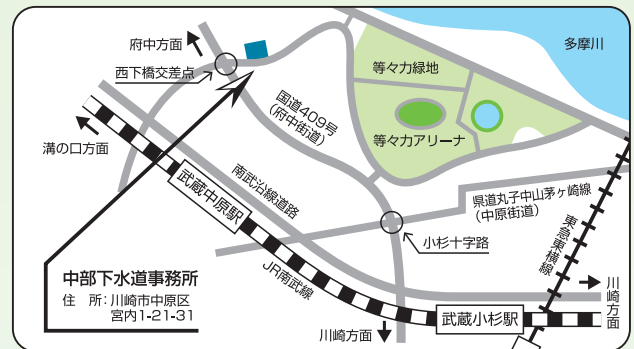 府中方面
西下橋交差点
国道409号
(府中街道)
等々力緑地
等々力アリーナ
多摩川
溝の口方面
武蔵中原駅
南武沿線道路
JR南武線
県道丸子中山茅ヶ崎線
(中原街道)
小杉十字路
東急東横線
川崎方面
武蔵小杉駅
川崎方面
中部下水道事務所
住 所:川崎市中原区
宮内1-21-31